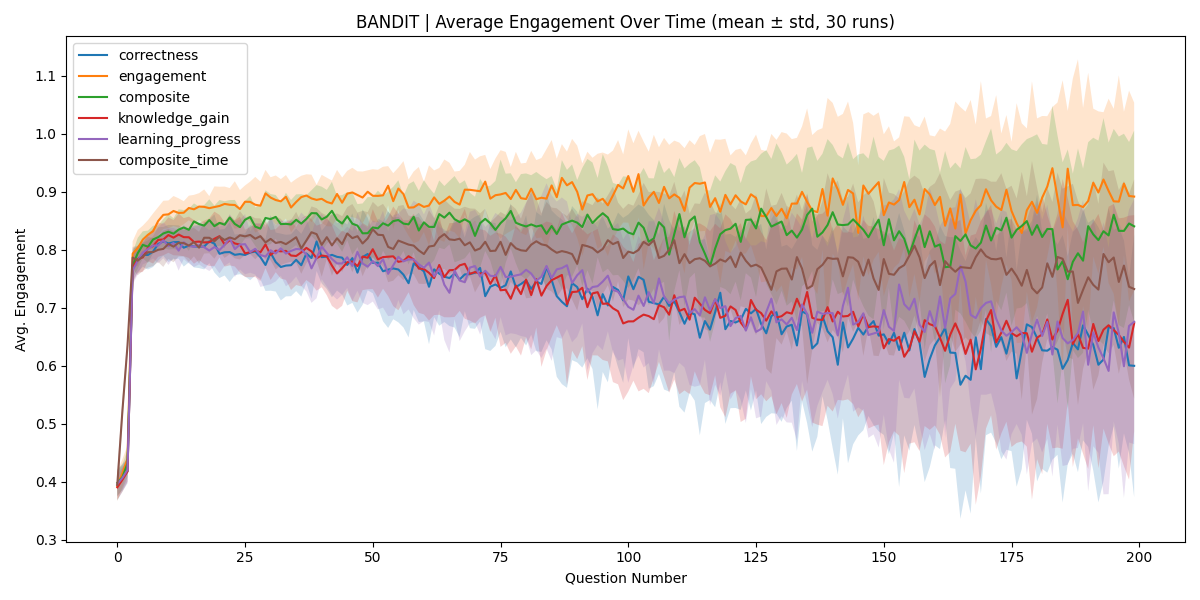 BANDIT | Average Engagement Over Time (mean ± std, 30 runs)
correctness
engagement
composite
knowledge_gain
learning_progress
composite_time
Avg. Engagement
1.1
1.0
0.9
0.8
0.7
0.6
0.5
0.4
0.3
0 25 50 75 100 125 150 175 200
Question Number